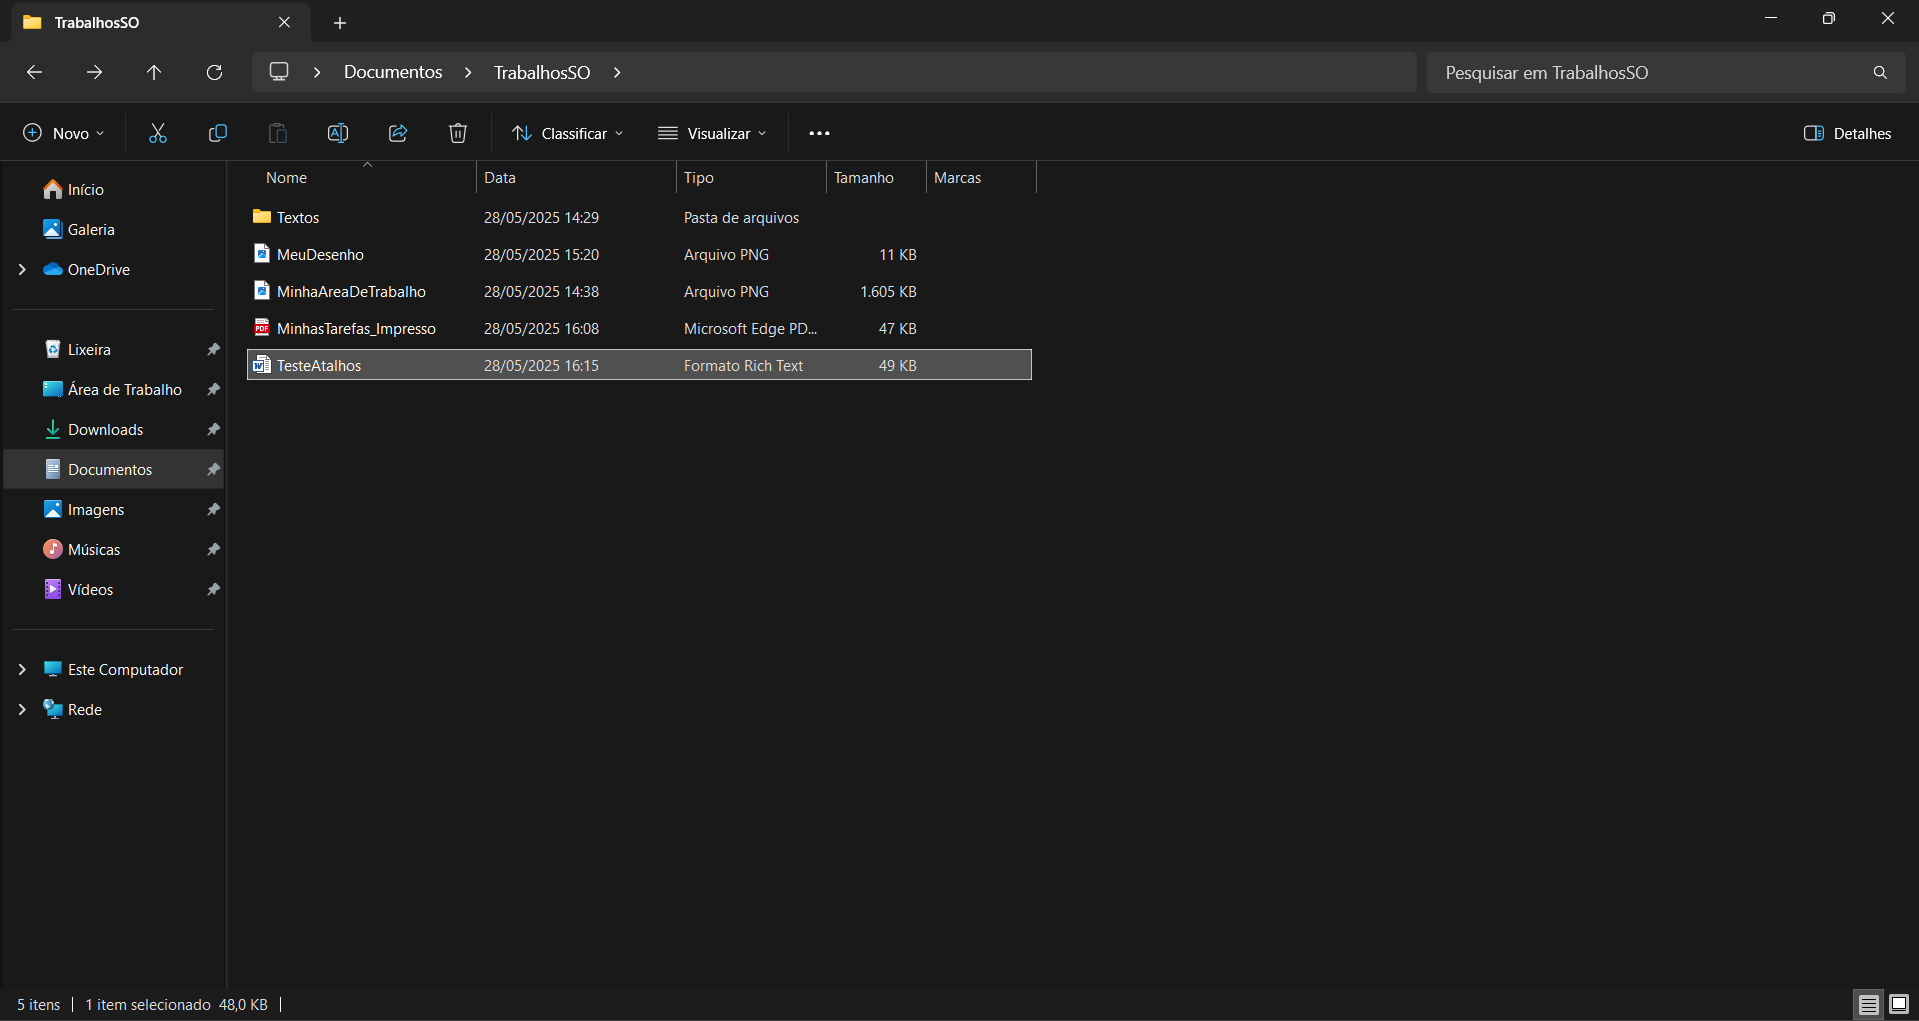 TrabalhosSO
Documentos TrabalhosSO Pesquisar em TrabalhosSO
Novo Classificar Visualizar Detalhes
Nome Data Tipo Tamanho Marcas
Início
Galeria
OneDrive
Lixeira
Área de Trabalho
Downloads
Documentos
Imagens
Músicas
Vídeos
Este Computador
Rede
Textos 28/05/2025 14:29 Pasta de arquivos
MeuDesenho 28/05/2025 15:20 Arquivo PNG 11 KB
MinhaAreaDeTrabalho 28/05/2025 14:38 Arquivo PNG 1.605 KB
PDF MinhasTarefas_Impresso 28/05/2025 16:08 Microsoft Edge PD... 47 KB
W TesteAtalhos 28/05/2025 16:15 Formato Rich Text 49 KB
5 itens 1 item selecionado 48,0 KB